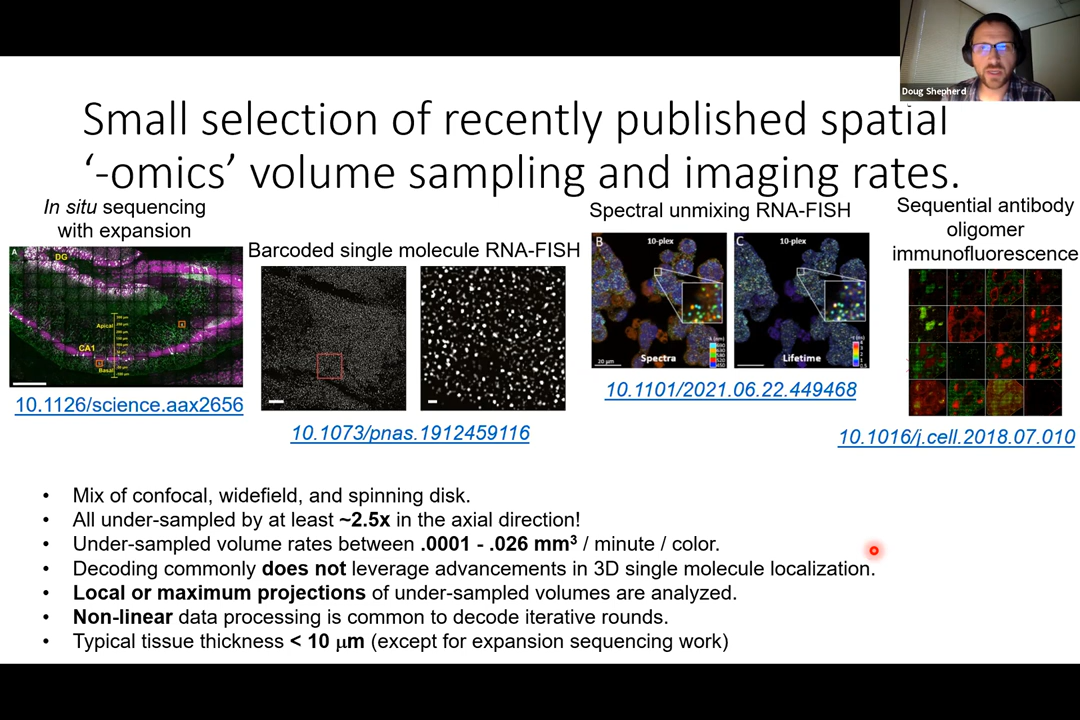 Doug Shepherd
Small selection of recently published spatial
‘-omics’ volume sampling and imaging rates.
In situ sequencing
with expansion
A
DG
Apical
CA1
Basal
10.1126/science.aax2656
Barcoded single molecule RNA-FISH
10.1073/pnas.1912459116
Spectral unmixing RNA-FISH
B
10-plex
20 μm
Spectra
C
10-plex
Lifetime
10.1101/2021.06.22.449468
Sequential antibody
oligomer
immunofluorescence
10.1016/j.cell.2018.07.010
• Mix of confocal, widefield, and spinning disk.
• All under-sampled by at least ~2.5x in the axial direction!
• Under-sampled volume rates between .0001 - .026 mm³ / minute / color.
• Decoding commonly does not leverage advancements in 3D single molecule localization.
• Local or maximum projections of under-sampled volumes are analyzed.
• Non-linear data processing is common to decode iterative rounds.
• Typical tissue thickness < 10 μm (except for expansion sequencing work)